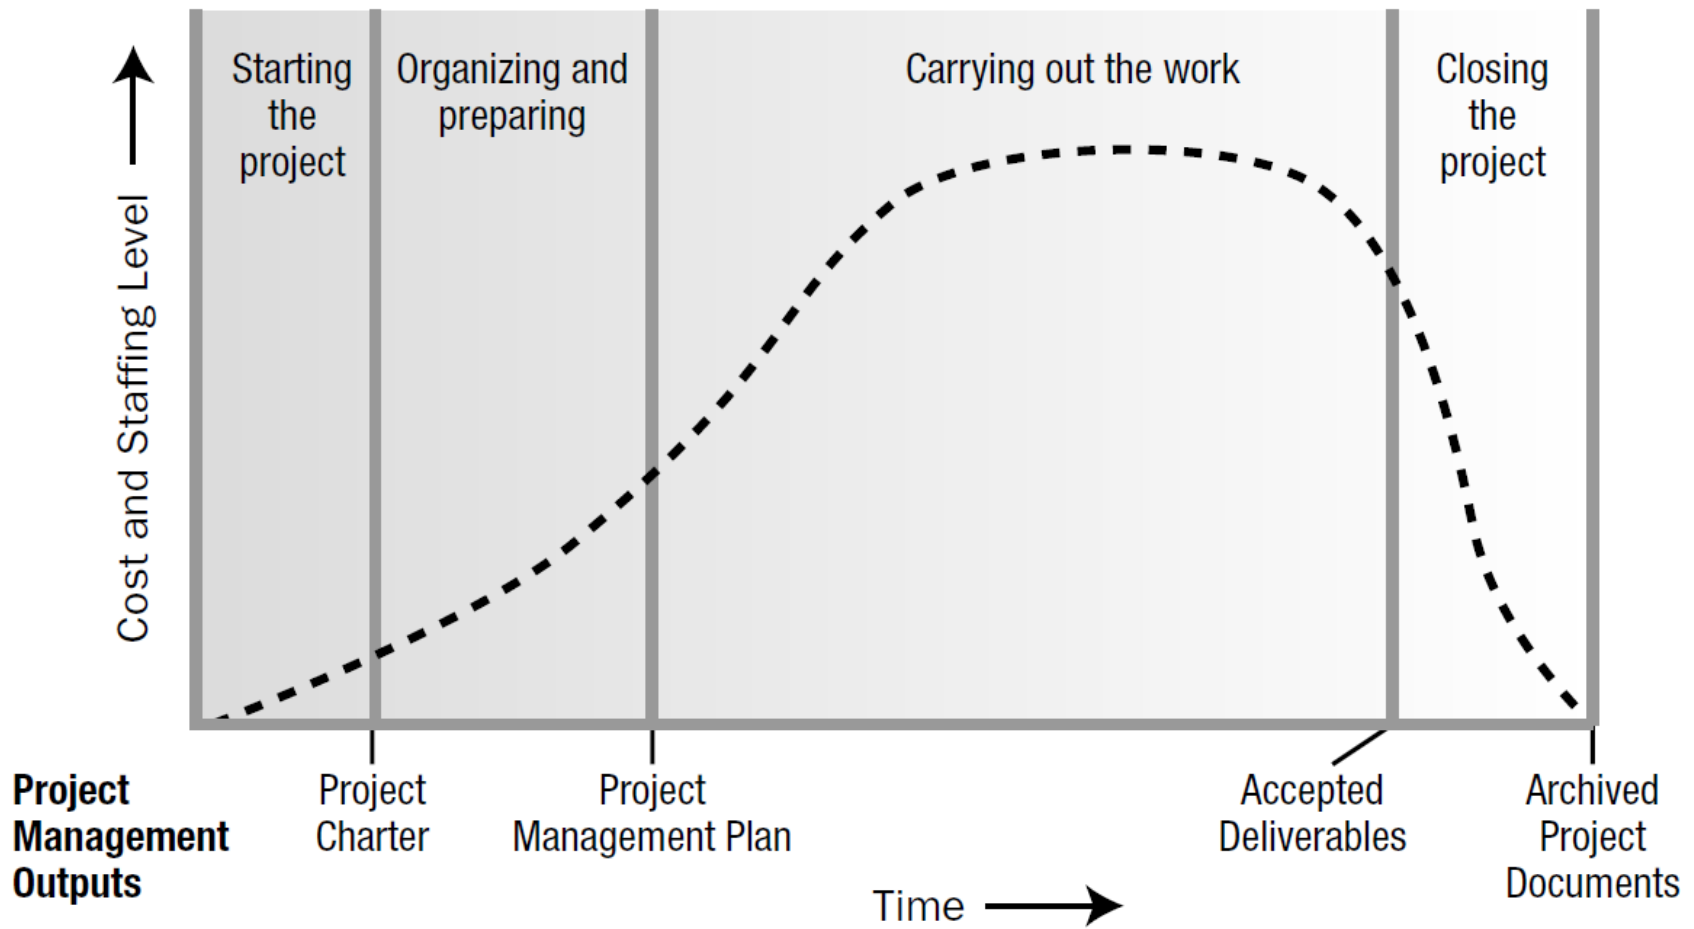 Starting
the
project
Organizing and
preparing
Carrying out the work
Closing
the
project
Cost and Staffing Level
Project
Management
Outputs
Project
Charter
Project
Management Plan
Accepted
Deliverables
Archived
Project
Documents
Time